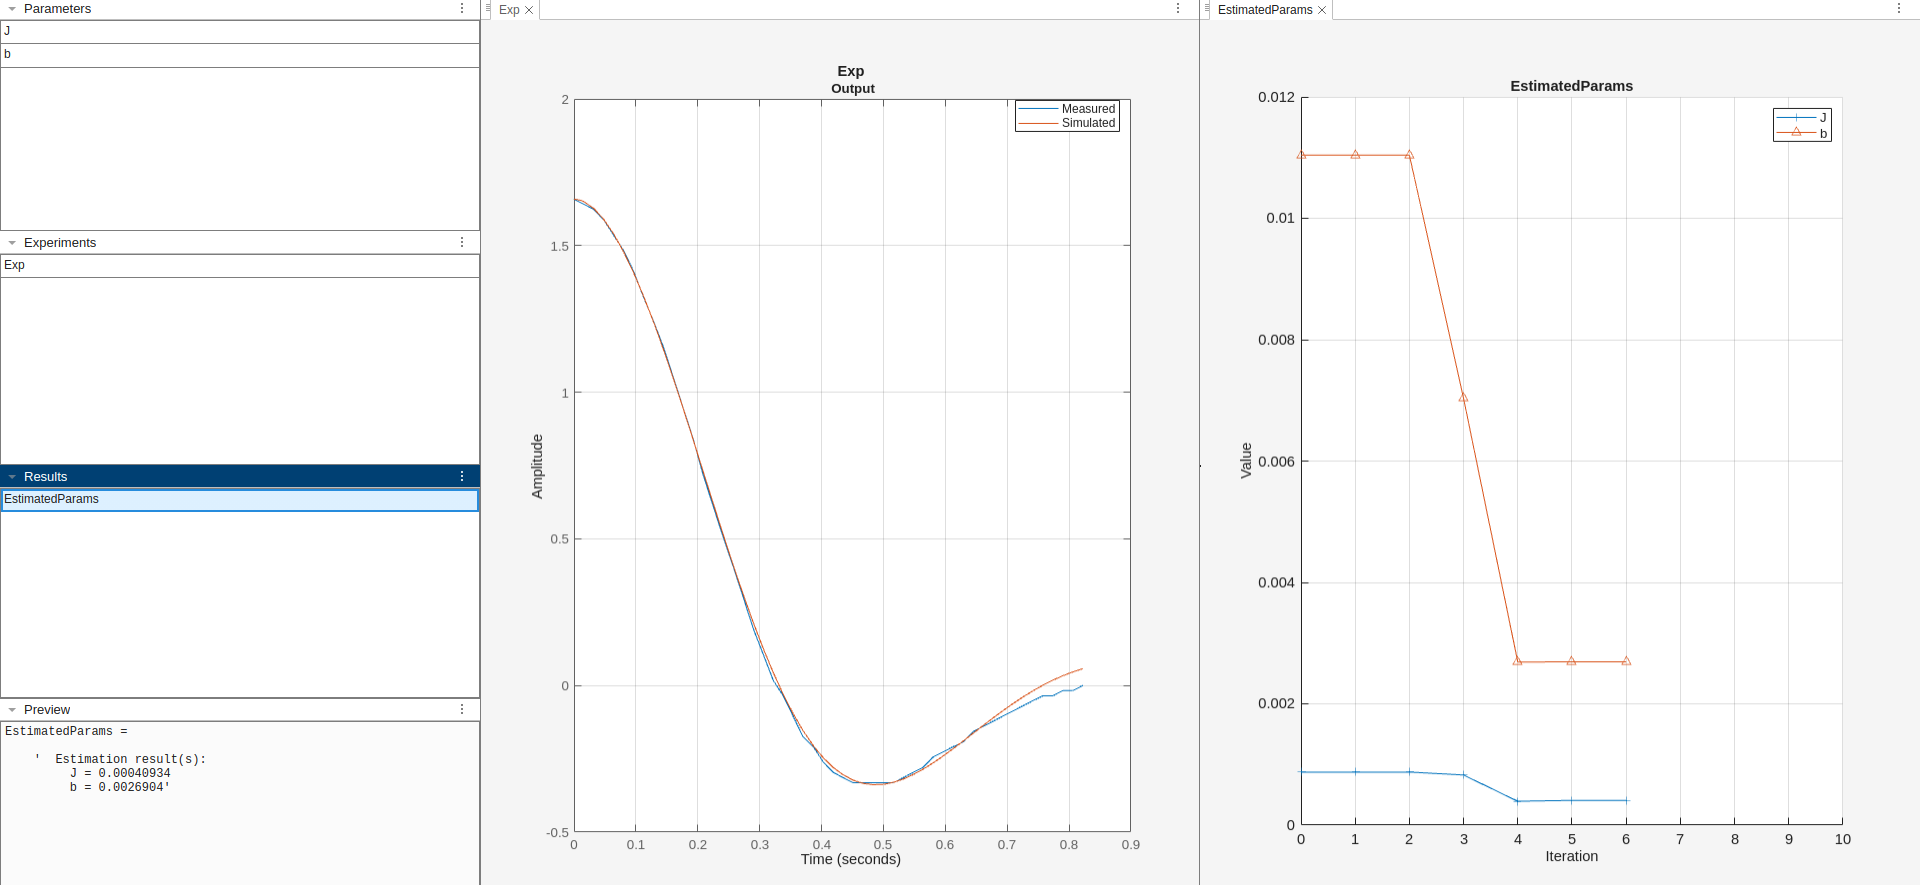 Parameters
J
b
Experiments
Exp
Results
EstimatedParams
Preview
EstimatedParams =
'  Estimation result(s):
J = 0.00040934
b = 0.0026904'
Exp
Exp
Output
Measured
Simulated
2
1.5
1
0.5
0
-0.5
Amplitude
0 0.1 0.2 0.3 0.4 0.5 0.6 0.7 0.8 0.9
Time (seconds)
EstimatedParams
EstimatedParams
J
b
0.012
0.01
0.008
0.006
0.004
0.002
0
Value
0 1 2 3 4 5 6 7 8 9 10
Iteration